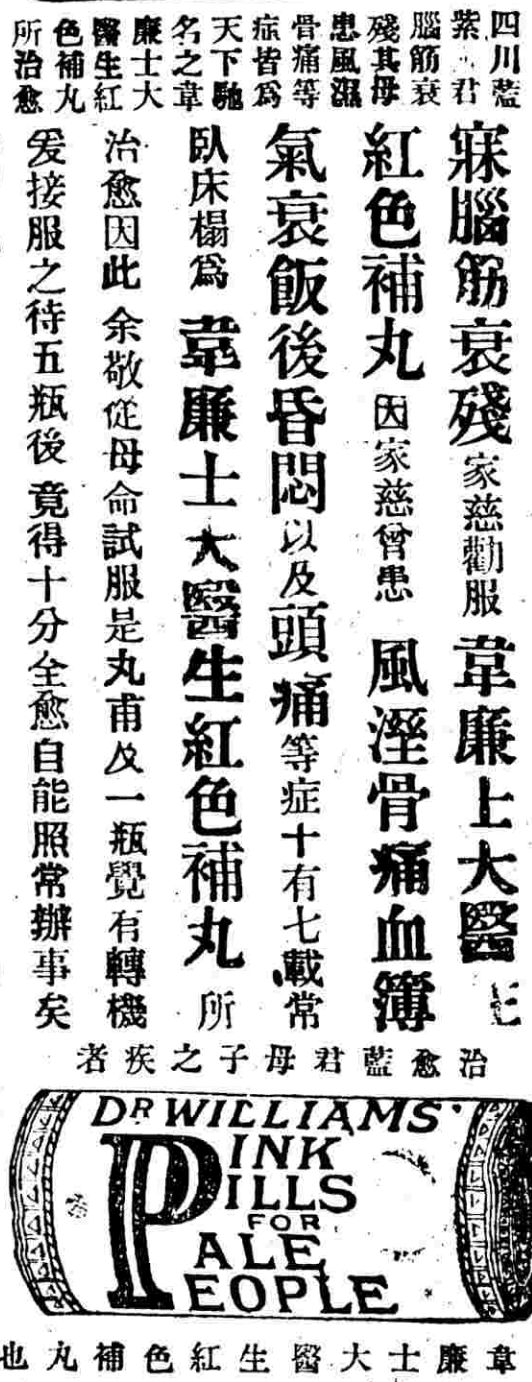 四川藍
紫君
腦筋衰
殘其母
患風濕
骨痛等
症皆爲
天下馳
名之韋
廉士大
醫生紅
色補丸
所治愈
寐腦筋衰殘家慈勸服韋廉士大醫生
紅色補丸因家慈曾患風溼骨痛血薄
氣衰飯後昏悶以及頭痛等症十有七載常
臥床榻爲韋廉士大醫生紅色補丸所
治愈因此余敬從母命試服是丸甫及一瓶覺有轉機
爰接服之待五瓶後竟得十分全愈自能照常辦事矣
治愈藍君母子之疾者
DR WILLIAMS'
PINK
PILLS
FOR
PALE
PEOPLE
韋廉士大醫生紅色補丸也